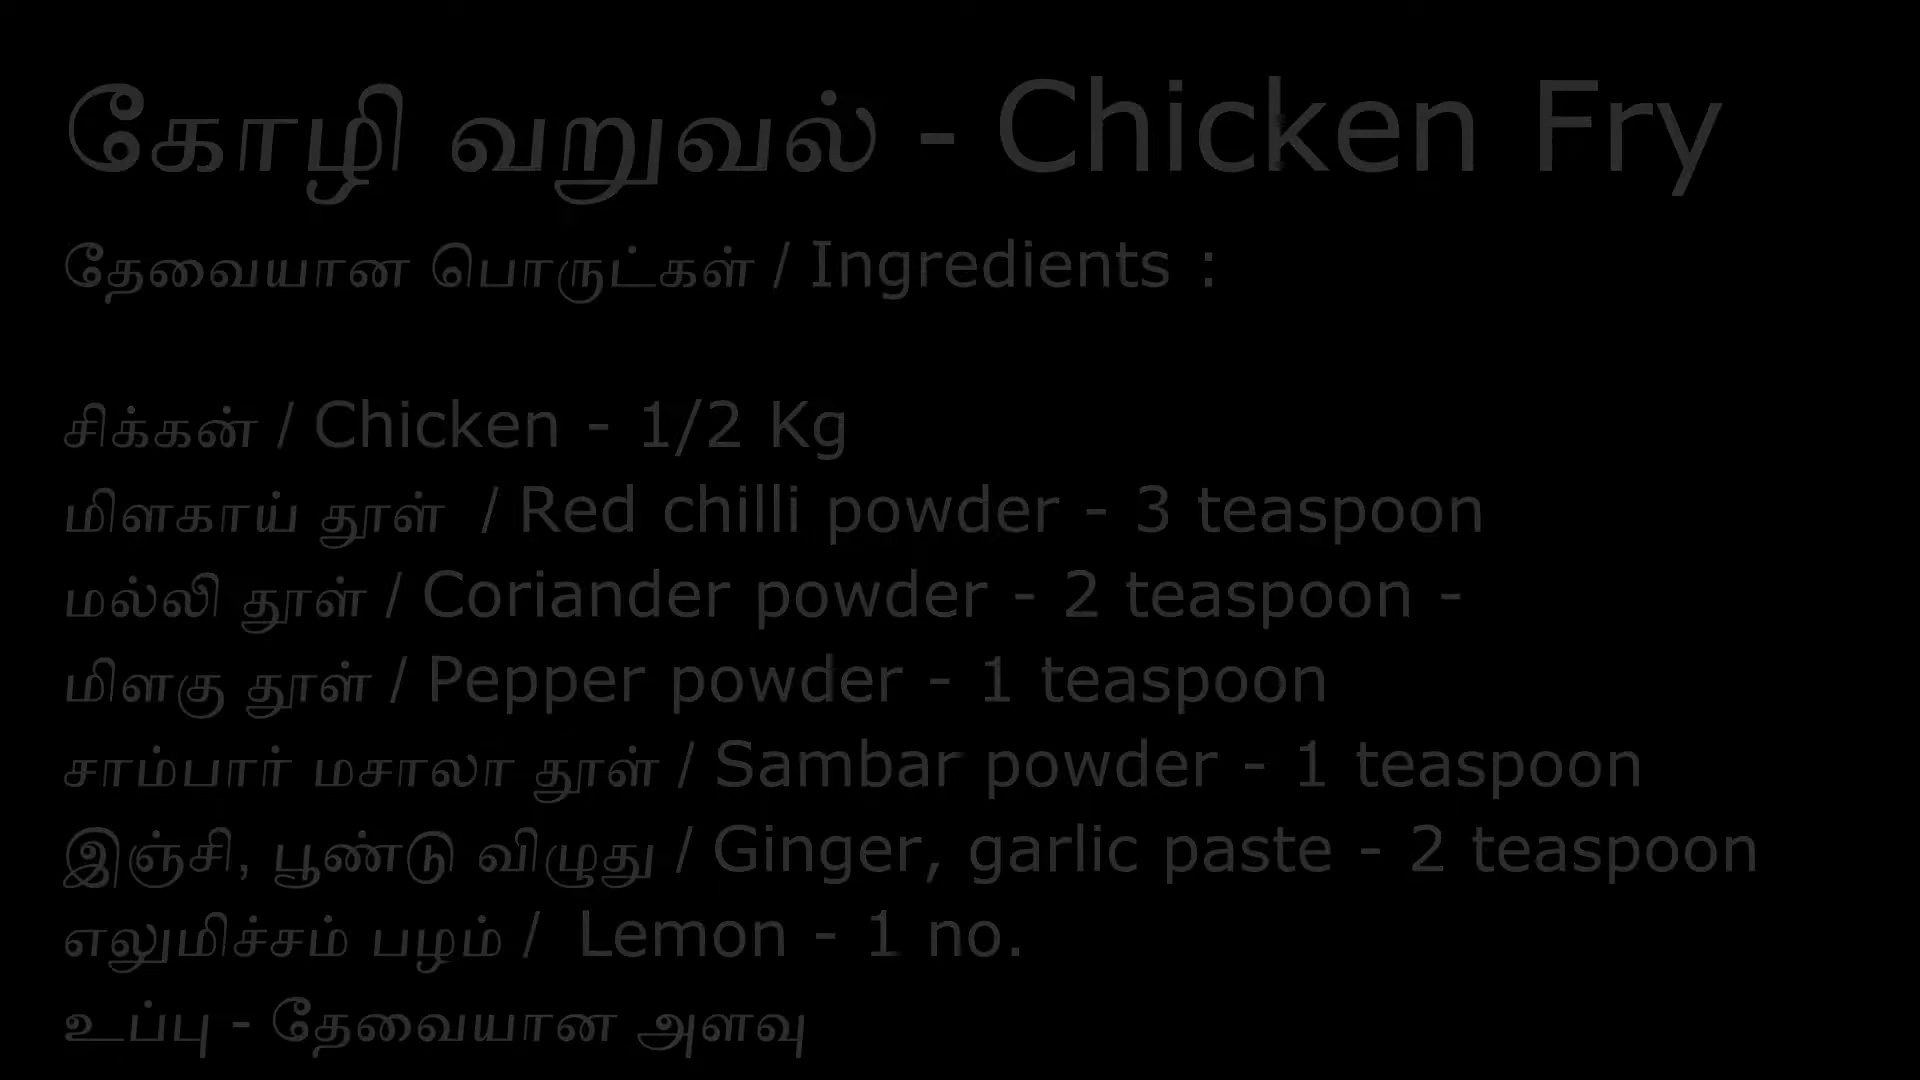 கோழி வறுவல் - Chicken Fry
தேவையான பொருட்கள் / Ingredients :
சிக்கன் / Chicken - 1/2 Kg
மிளகாய் தூள் / Red chilli powder - 3 teaspoon
மல்லி தூள் / Coriander powder - 2 teaspoon -
மிளகு தூள் / Pepper powder - 1 teaspoon
சாம்பார் மசாலா தூள் / Sambar powder - 1 teaspoon
இஞ்சி, பூண்டு விழுது / Ginger, garlic paste - 2 teaspoon
எலுமிச்சம் பழம் / Lemon - 1 no.
உப்பு - தேவையான அளவு